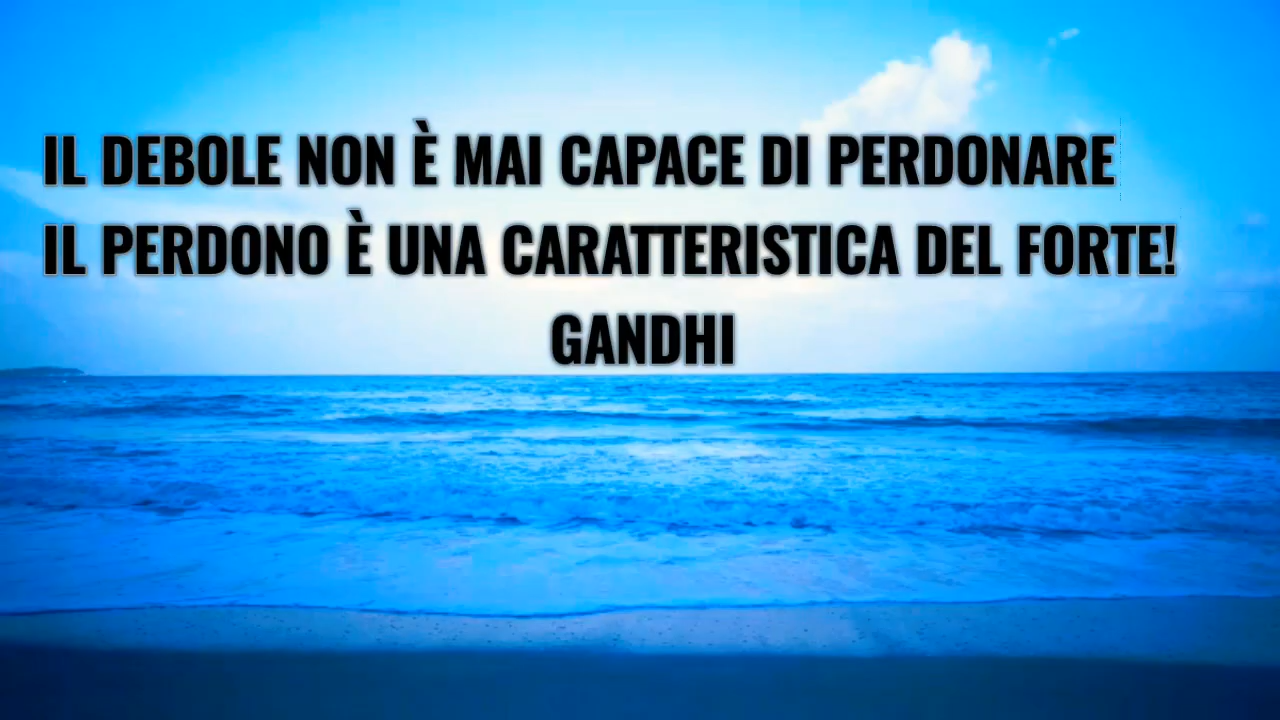 IL DEBOLE NON È MAI CAPACE DI PERDONARE
IL PERDONO È UNA CARATTERISTICA DEL FORTE!
GANDHI